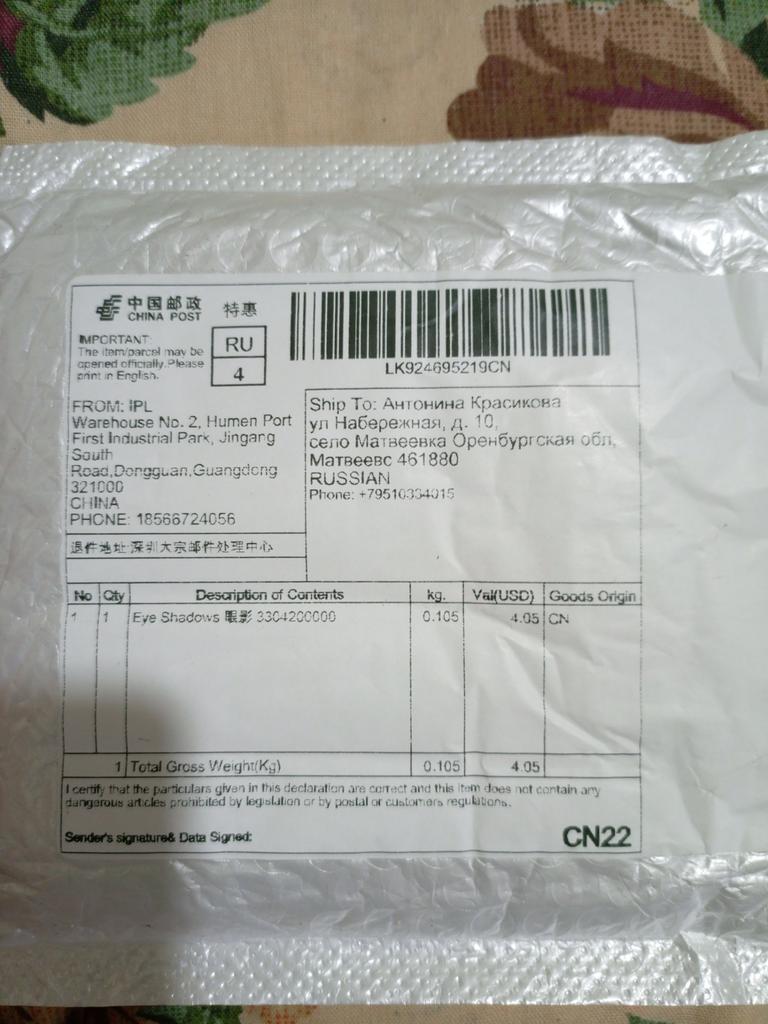 中国邮政
CHINA POST
特惠
IMPORTANT:
The item/parcel may be
opened officially.Please
print in English.
RU
4
LK924695219CN
FROM: IPL
Warehouse No. 2, Humen Port
First Industrial Park, Jingang
South
Road,Dongguan,Guangdong
321000
CHINA
PHONE: 18566724056
退件地址:深圳大宗邮件处理中心
Ship To: Антонина Красикова
ул Набережная, д. 10,
село Матвеевка Оренбургская обл,
Матвеевс 461880
RUSSIAN
Phone: +79510334015
No Qty Description of Contents kg. Val(USD) Goods Origin
1 1 Eye Shadows 眼影 3304200000 0.105 4.05 CN
1 Total Gross Weight(Kg) 0.105 4.05
I certify that the particulars given in this declaration are correct and this item does not contain any
dangerous articles prohibited by legislation or by postal or customers regulations.
Sender's signature& Data Signed:
CN22